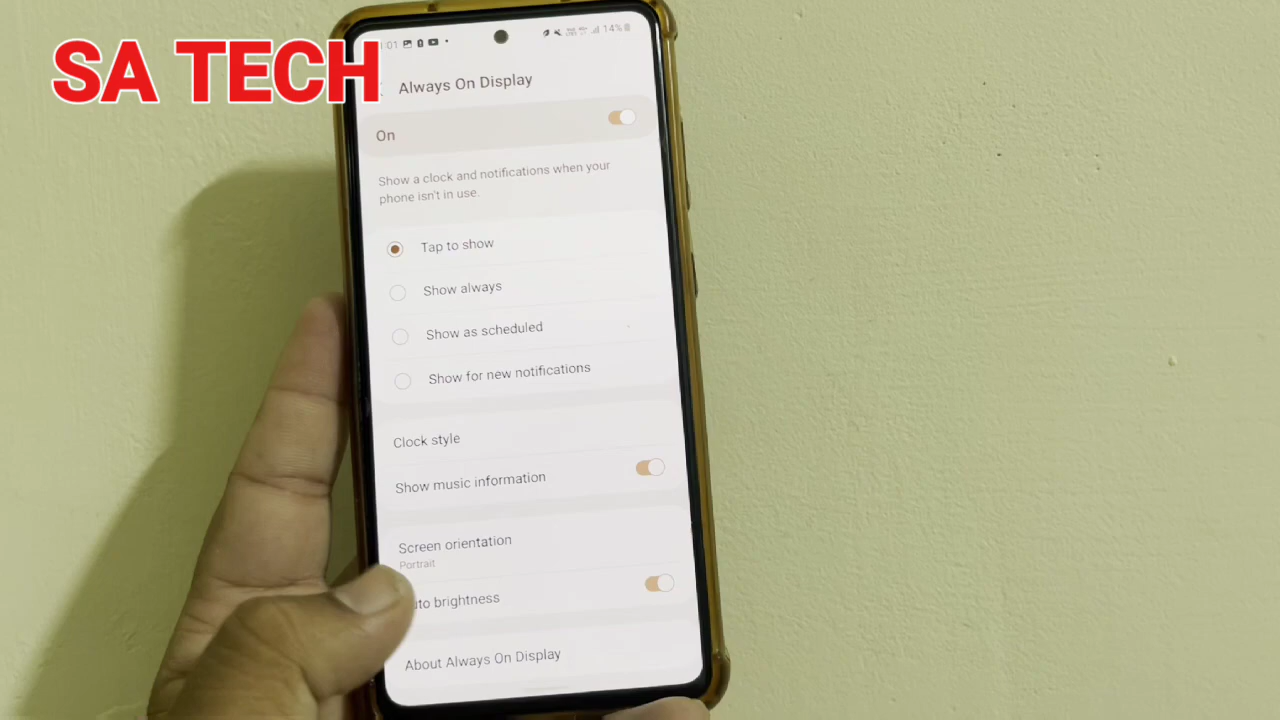 SA TECH
14%
Always On Display
On
Show a clock and notifications when your
phone isn't in use.
Tap to show
Show always
Show as scheduled
Show for new notifications
Clock style
Show music information
Screen orientation
Portrait
uto brightness
About Always On Display